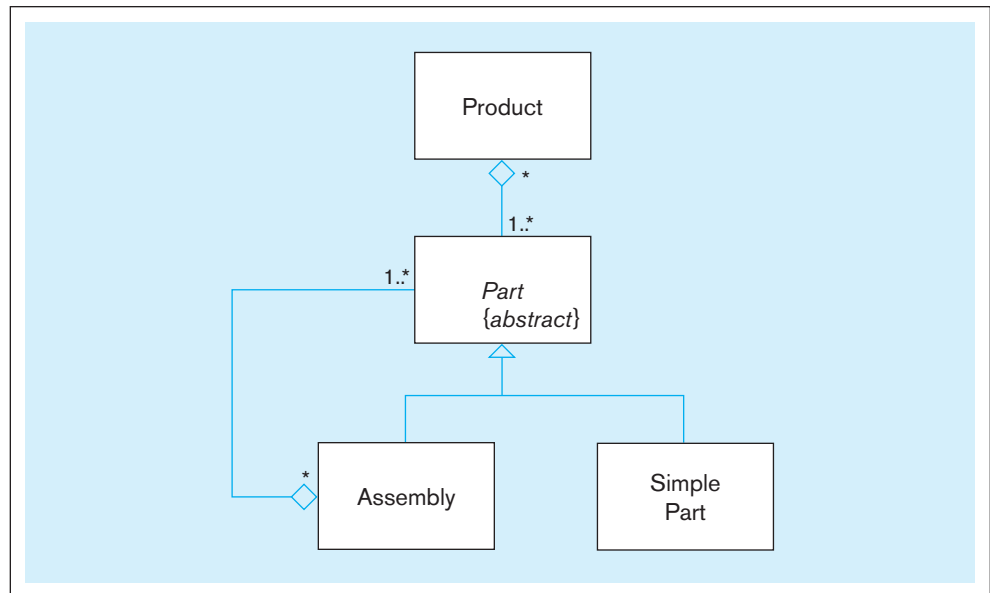 Product
*
1..*
1..*
Part
{abstract}
*
Assembly
Simple
Part